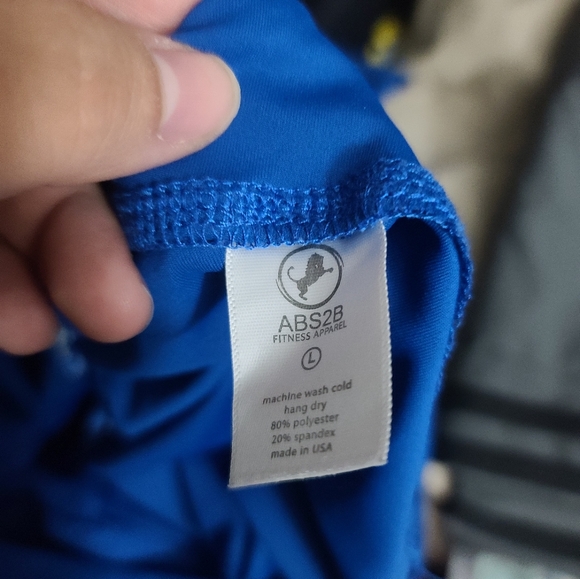 ABS2B
FITNESS APPAREL
L
machine wash cold
hang dry
80% polyester
20% spandex
made in USA